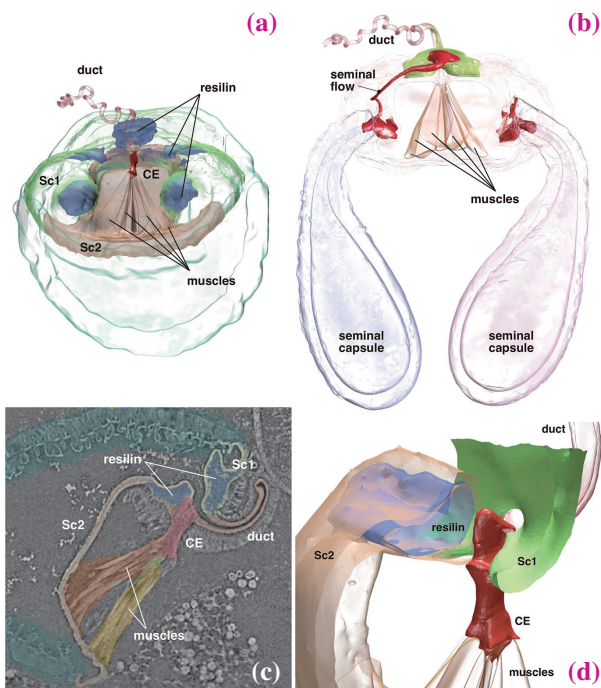 (a)
duct
resilin
Sc1
CE
Sc2
muscles
(b)
duct
seminal
flow
muscles
seminal
capsule
seminal
capsule
resilin
Sc1
Sc2
CE
duct
muscles
(c)
duct
resilin
Sc2
Sc1
CE
muscles
(d)